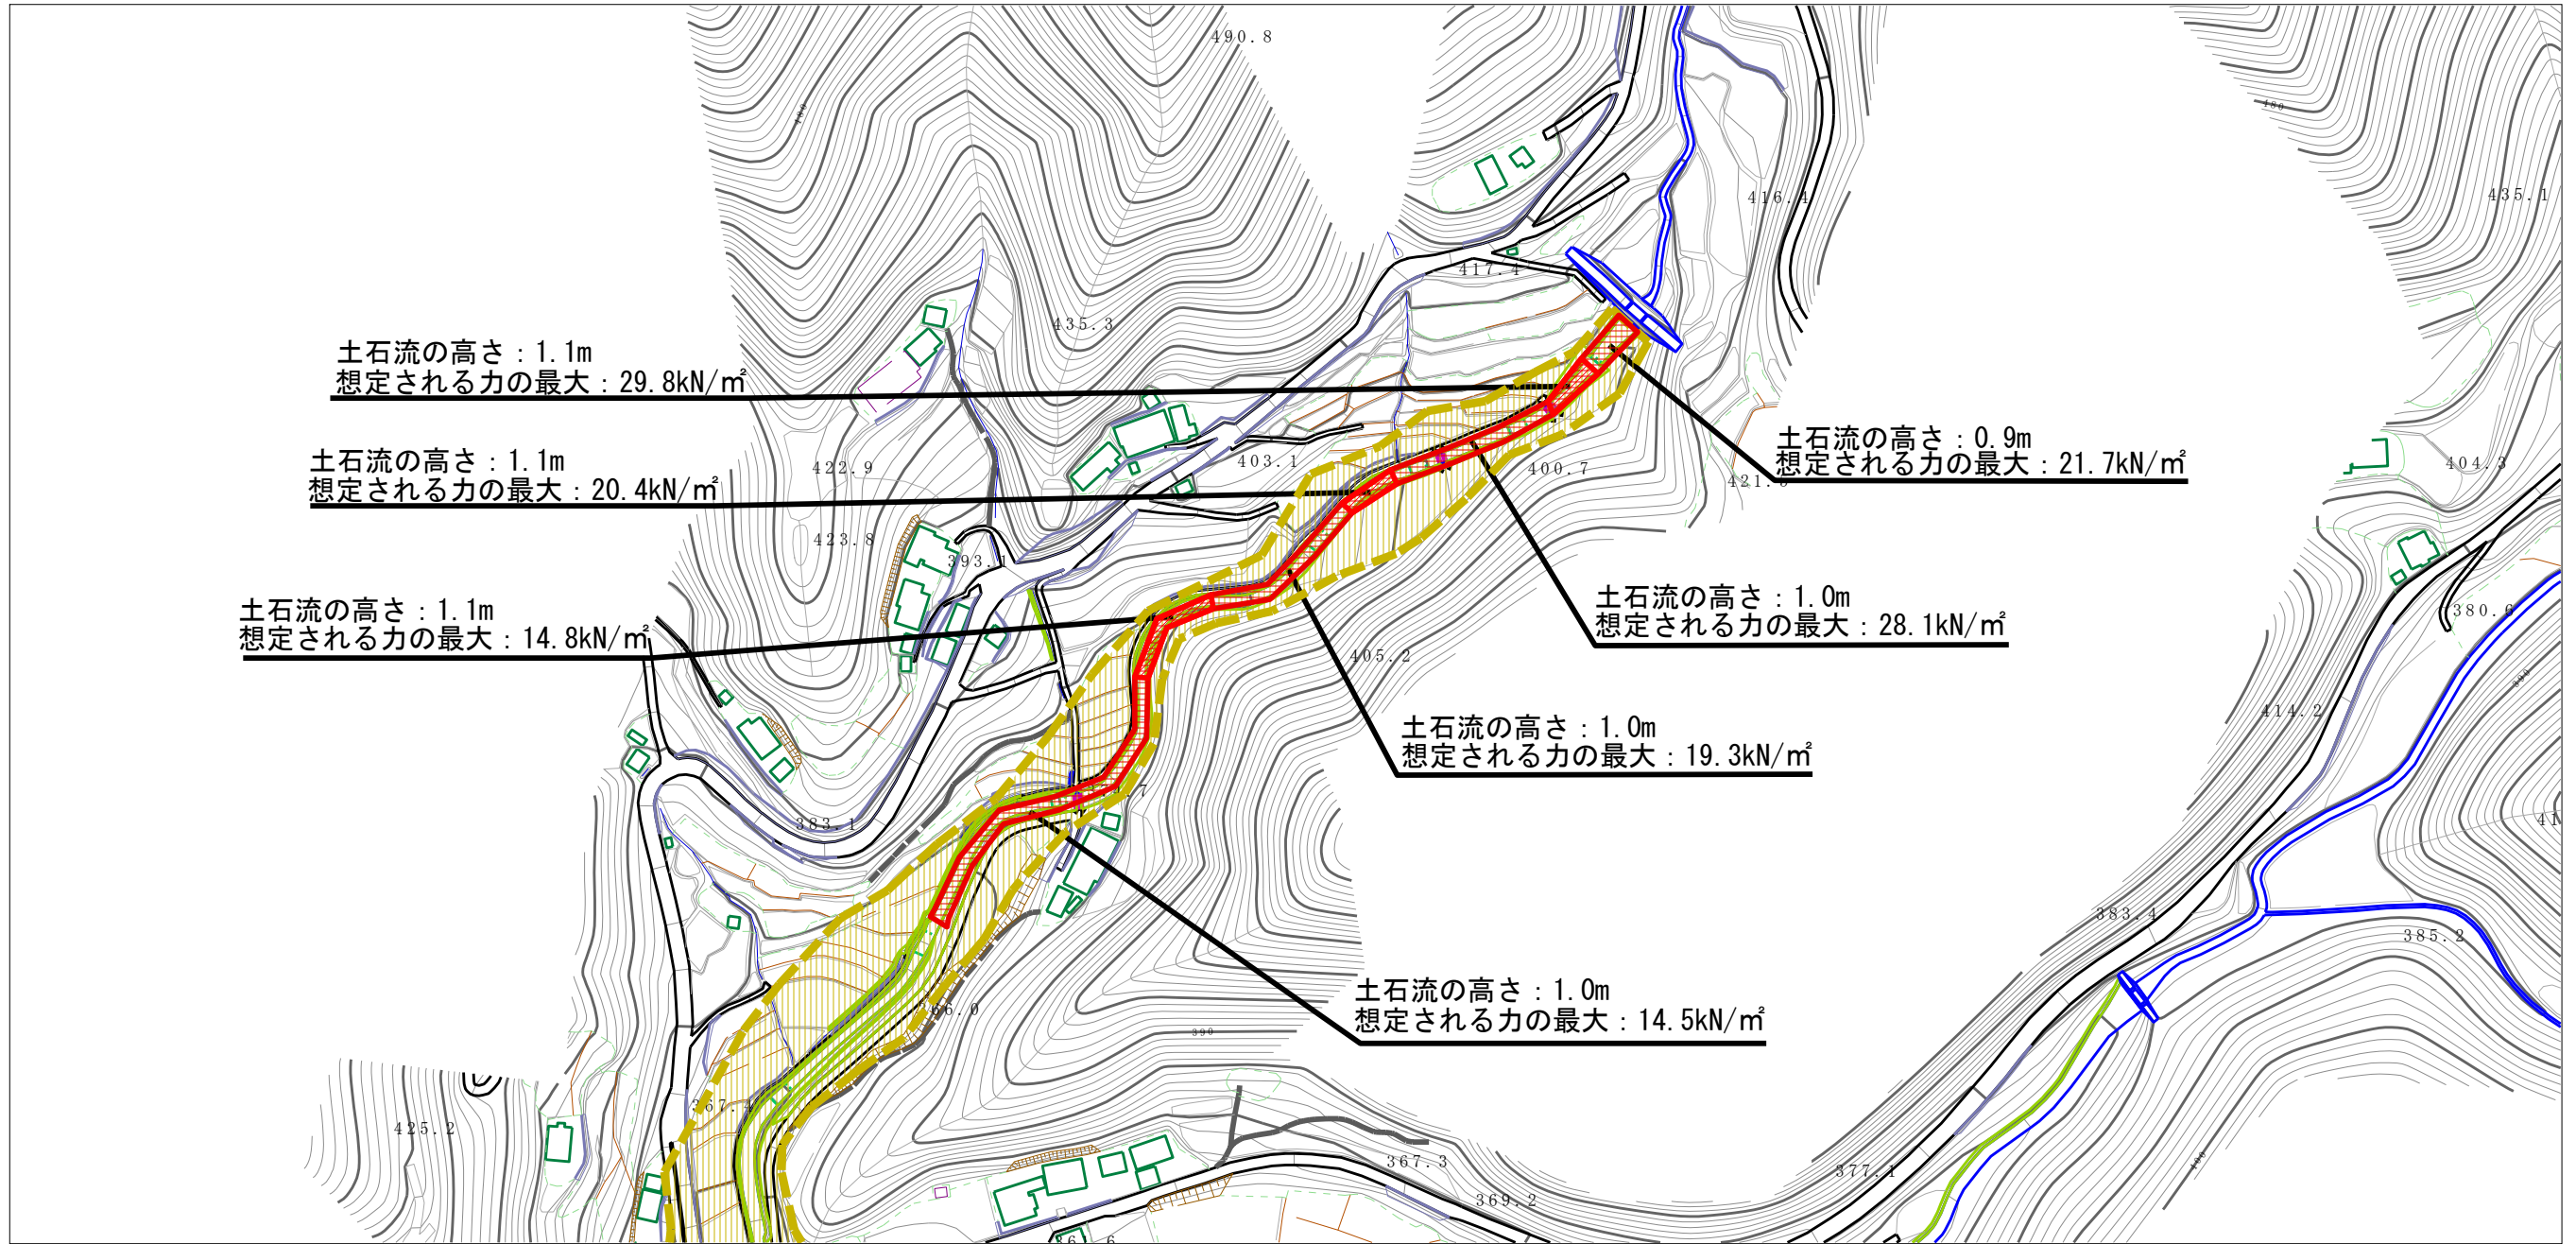 490.8
480
480
435.1
416.4
417.4
435.3
土石流の高さ：1.1m
想定される力の最大：29.8kN/㎡
土石流の高さ：0.9m
想定される力の最大：21.7kN/㎡
土石流の高さ：1.1m
想定される力の最大：20.4kN/㎡
403.1
422.9
400.7
404.3
423.8
393.1
土石流の高さ：1.0m
想定される力の最大：28.1kN/㎡
土石流の高さ：1.1m
想定される力の最大：14.8kN/㎡
380.6
405.2
390
414.2
土石流の高さ：1.0m
想定される力の最大：19.3kN/㎡
383.1
383.4
385.2
土石流の高さ：1.0m
想定される力の最大：14.5kN/㎡
390
367.4
425.2
367.3
377.1
400
369.2